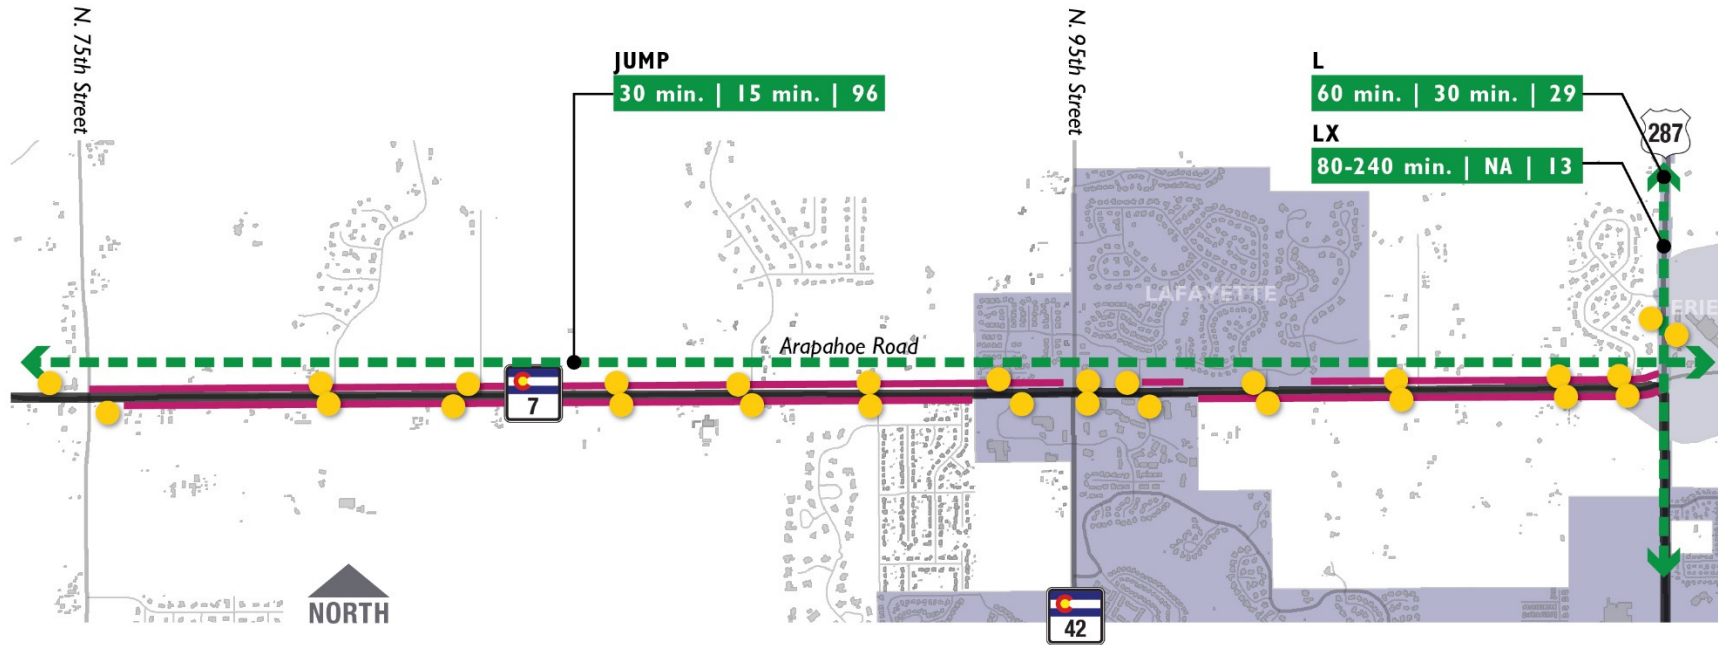 N. 75th Street
JUMP
30 min. | 15 min. | 96
N. 95th Street
L
60 min. | 30 min. | 29
LX
80-240 min. | NA | 13
287
LAFAYETTE
ERIE
Arapahoe Road
7
NORTH
42